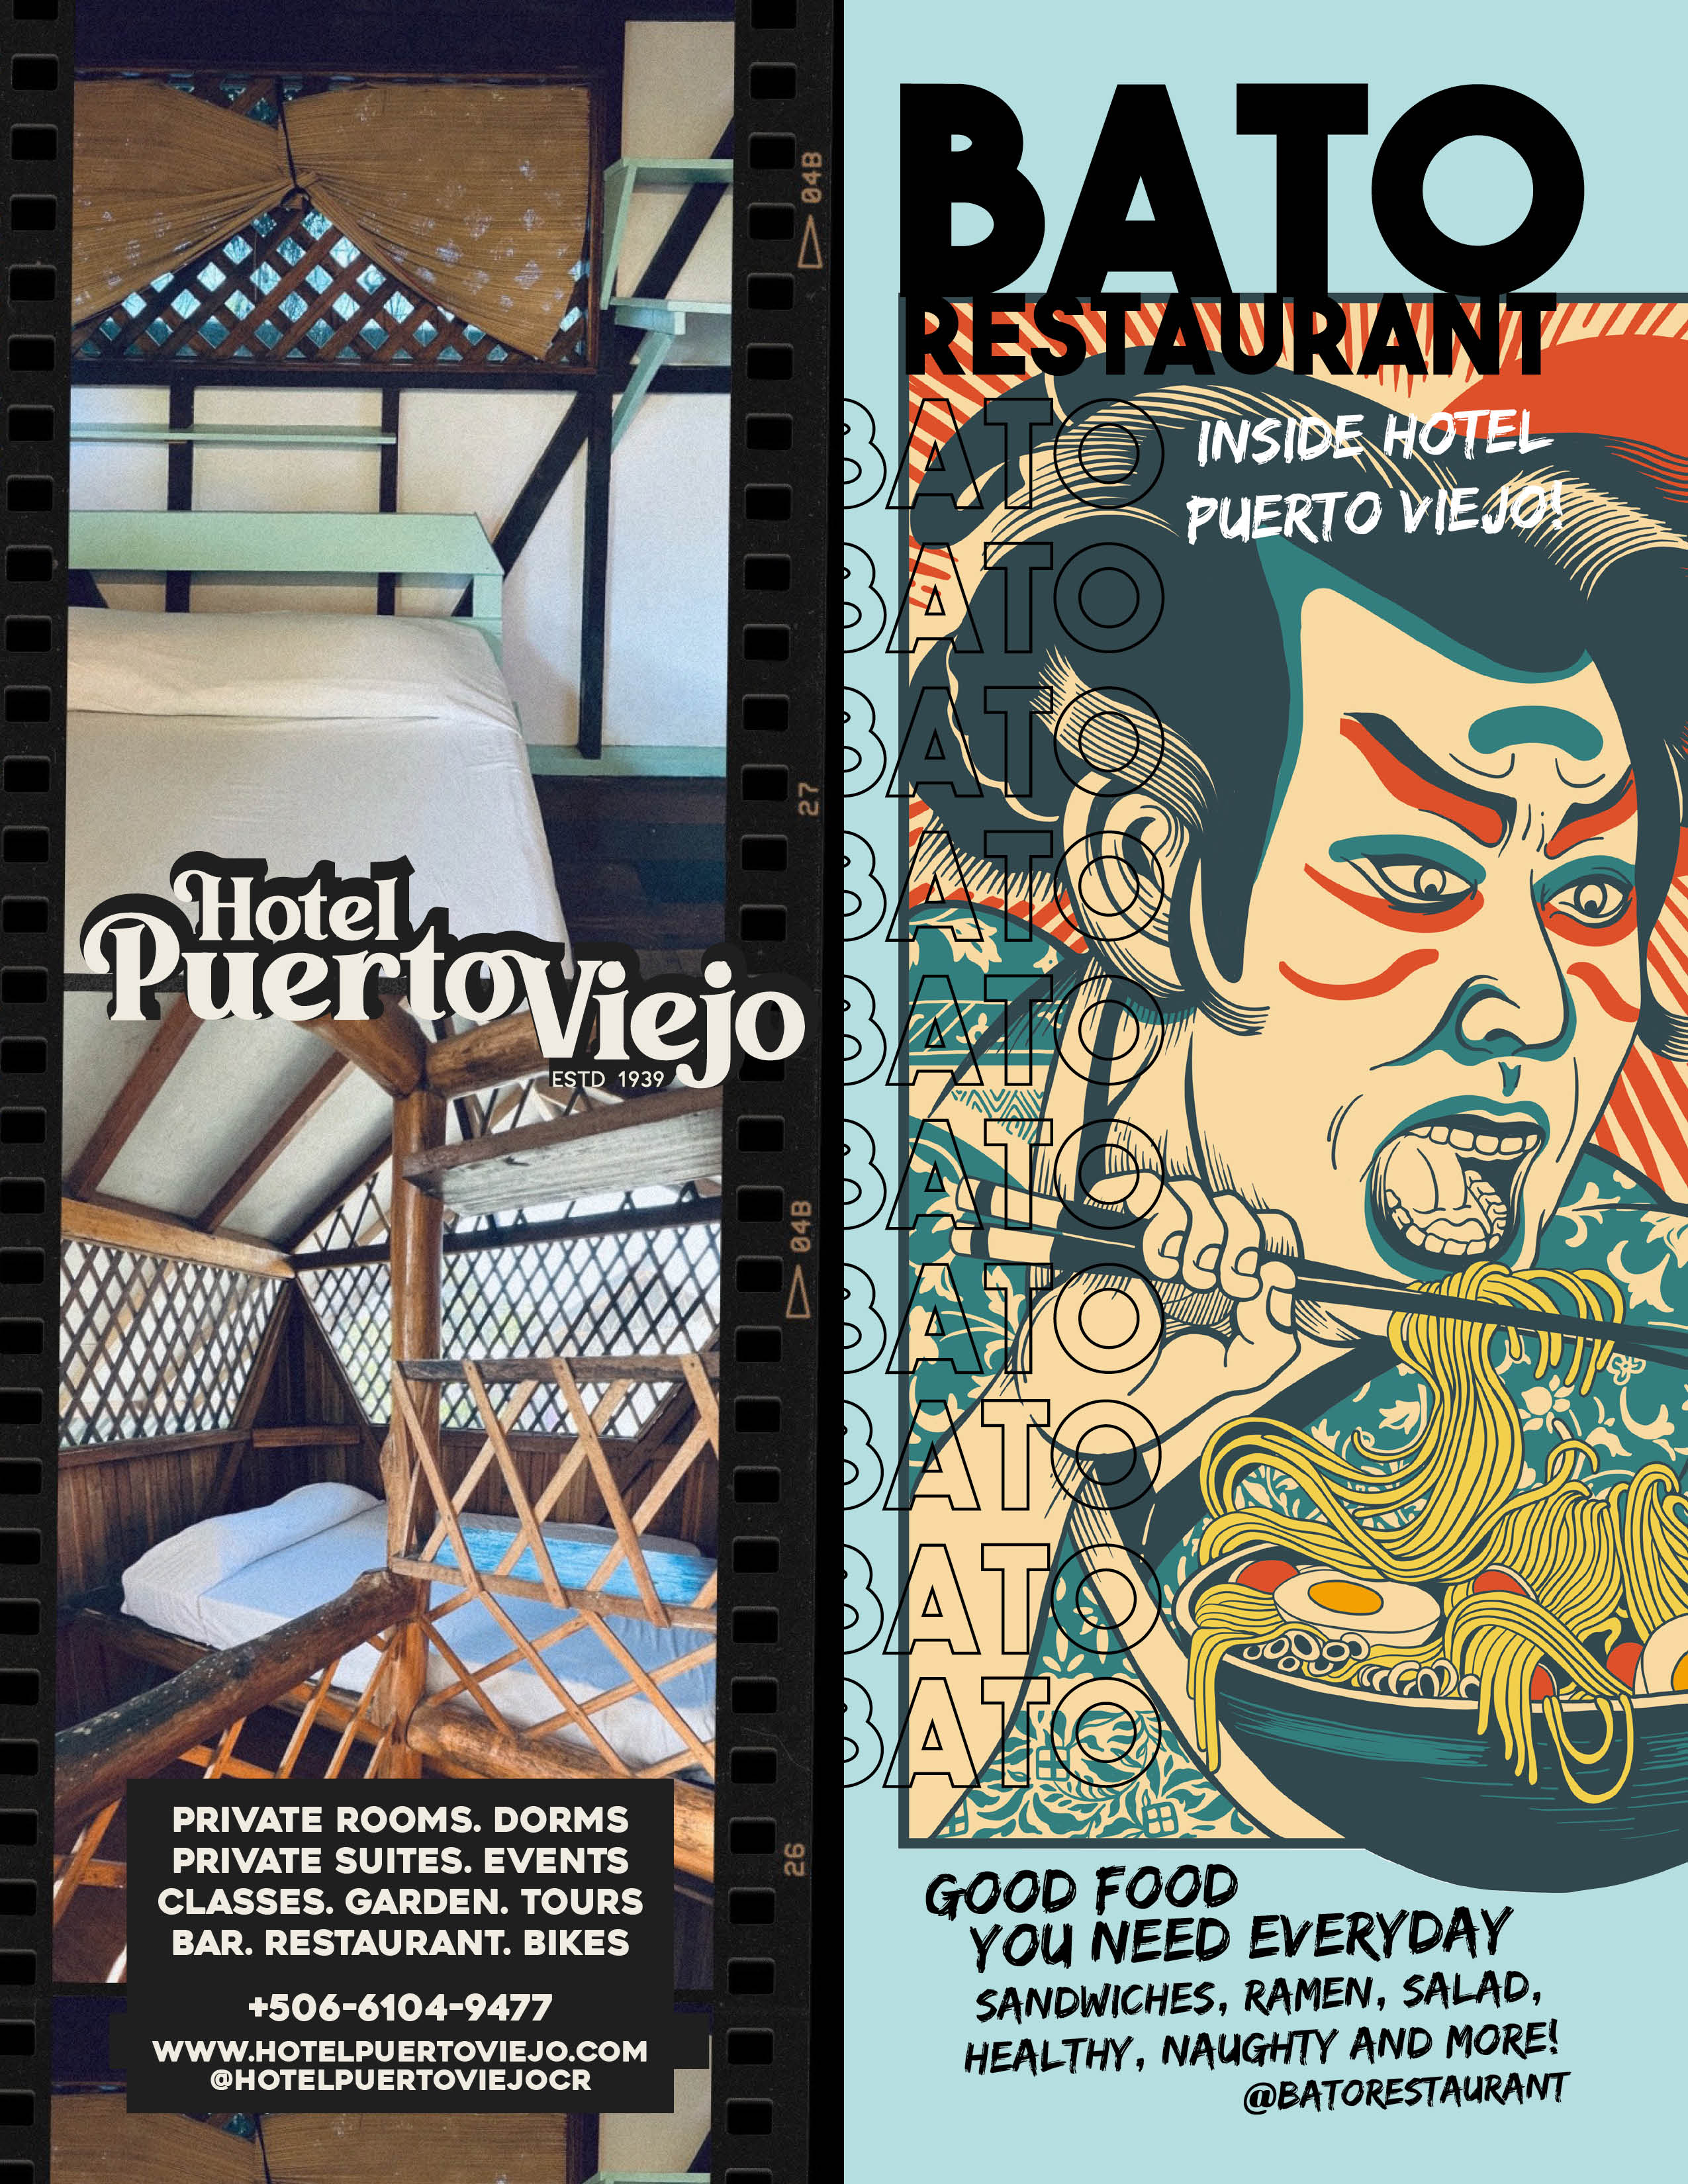 Hotel
Puerto Viejo
ESTD 1939
PRIVATE ROOMS. DORMS
PRIVATE SUITES. EVENTS
CLASSES. GARDEN. TOURS
BAR. RESTAURANT. BIKES
+506-6104-9477
WWW.HOTELPUERTOVIEJO.COM
@HOTELPUERTOVIEJOCR
04B
27
04B
26
BATO
RESTAURANT
INSIDE HOTEL
PUERTO VIEJO!
BATO
BATO
BATO
BATO
BATO
BATO
BATO
BATO
BATO
BATO
GOOD FOOD
YOU NEED EVERYDAY
SANDWICHES, RAMEN, SALAD,
HEALTHY, NAUGHTY AND MORE!
@BATORESTAURANT